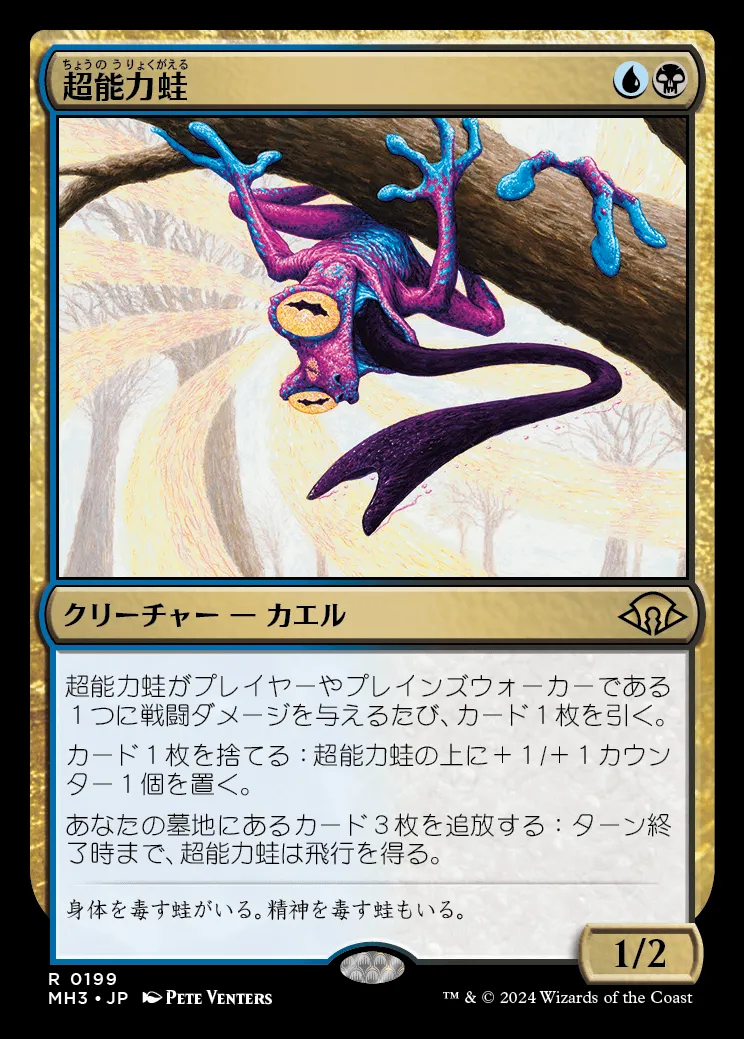 ちょうのうりょくがえる
超能力蛙
クリーチャー — カエル
超能力蛙がプレイヤーやプレインズウォーカーである
１つに戦闘ダメージを与えるたび、カード１枚を引く。
カード１枚を捨てる：超能力蛙の上に＋１/＋１カウン
ター１個を置く。
あなたの墓地にあるカード３枚を追放する：ターン終
了時まで、超能力蛙は飛行を得る。
身体を毒す蛙がいる。精神を毒す蛙もいる。
1/2
R 0199
MH3 • JP PETE VENTERS
™ & © 2024 Wizards of the Coast